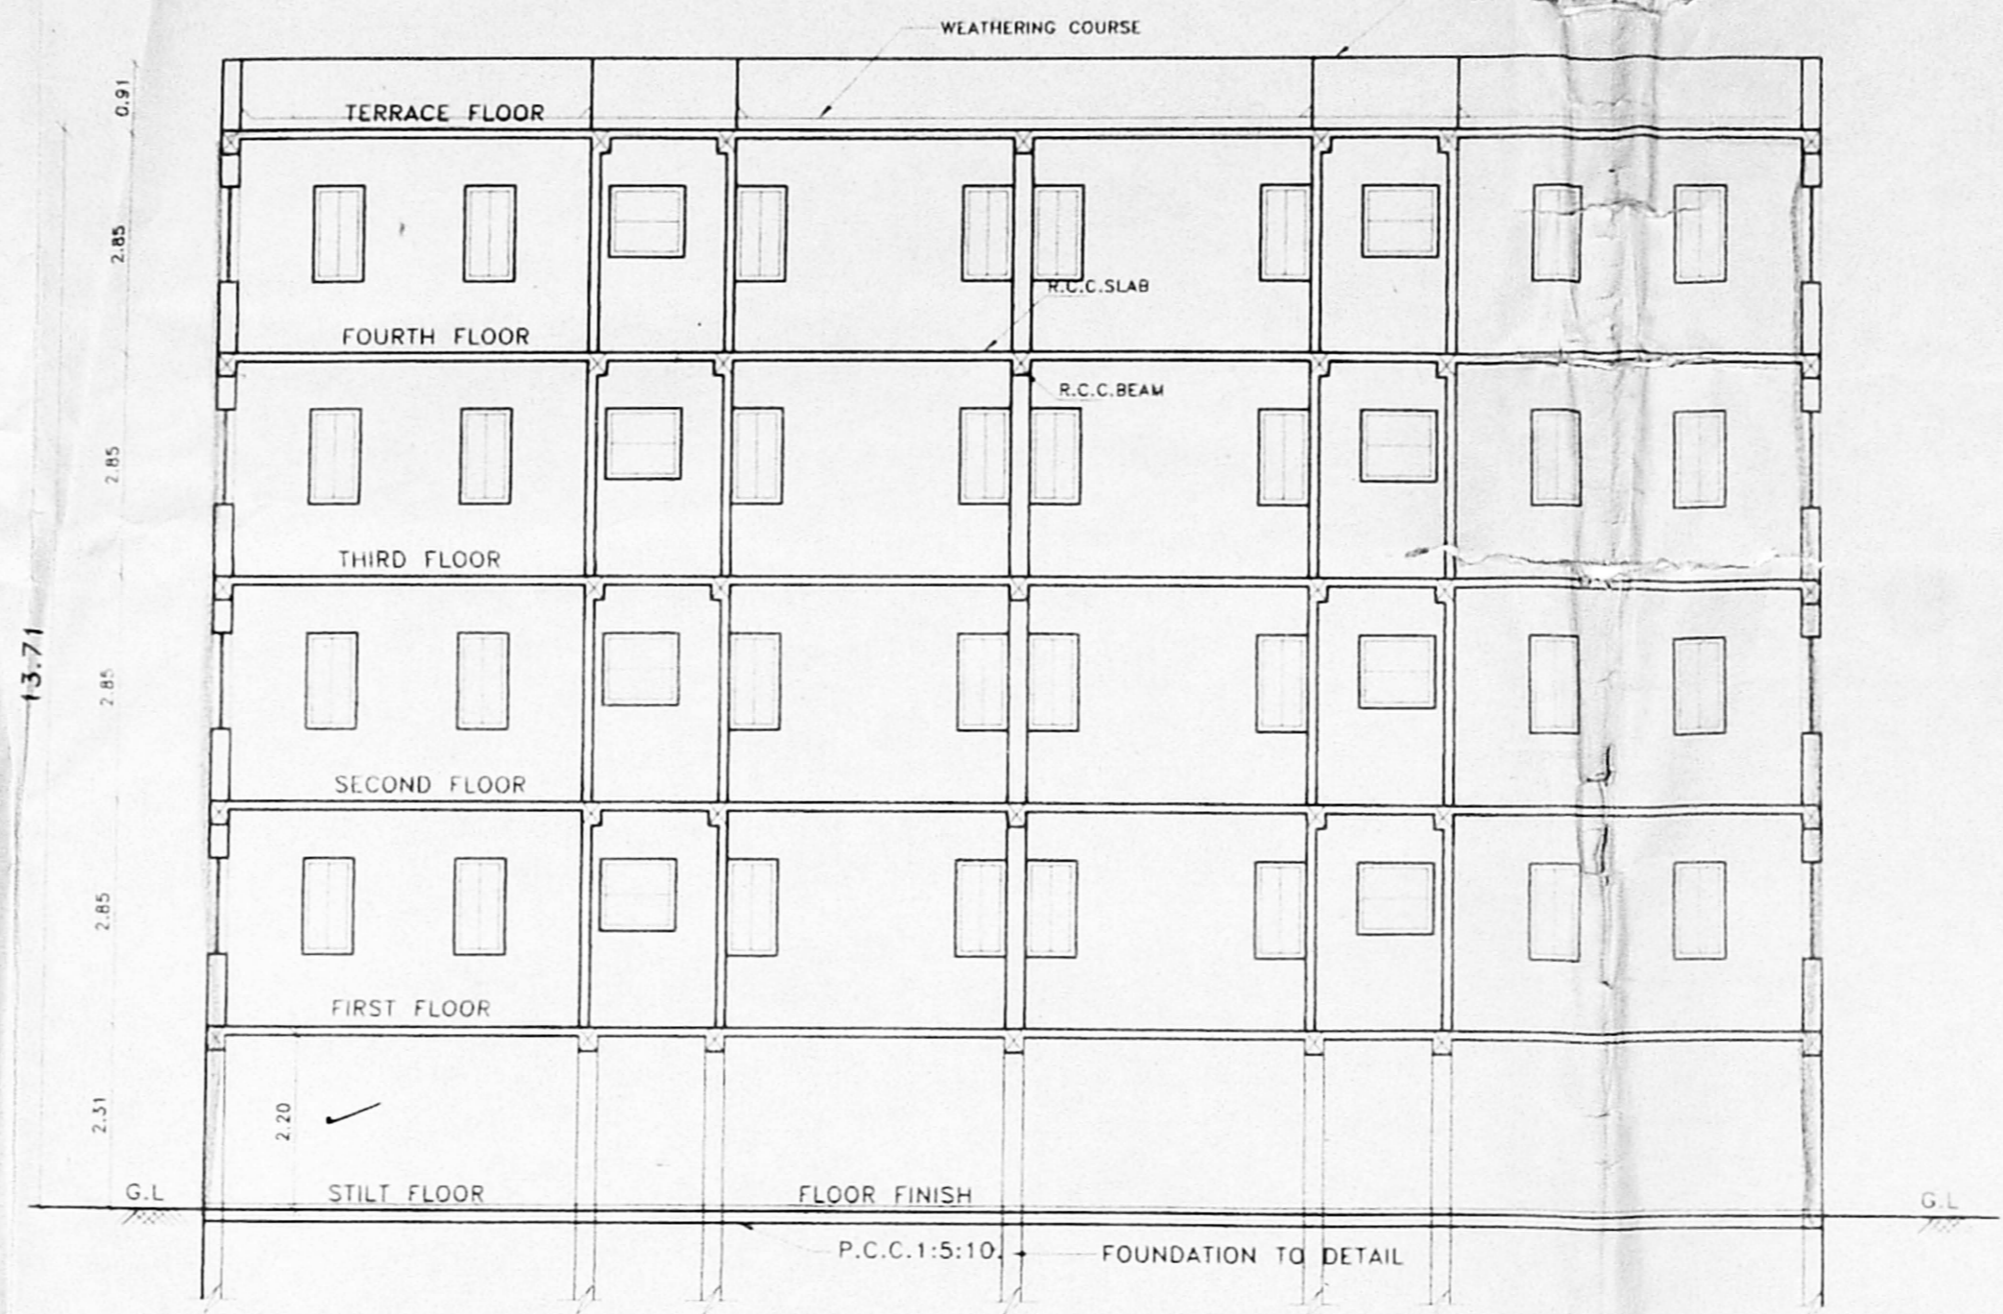 WEATHERING COURSE
0.91
TERRACE FLOOR
2.85
R.C.C.SLAB
FOURTH FLOOR
R.C.C.BEAM
2.85
THIRD FLOOR
13.71
2.85
SECOND FLOOR
2.85
FIRST FLOOR
2.31
2.20
G.L
STILT FLOOR
FLOOR FINISH
G.L
P.C.C.1:5:10.
FOUNDATION TO DETAIL